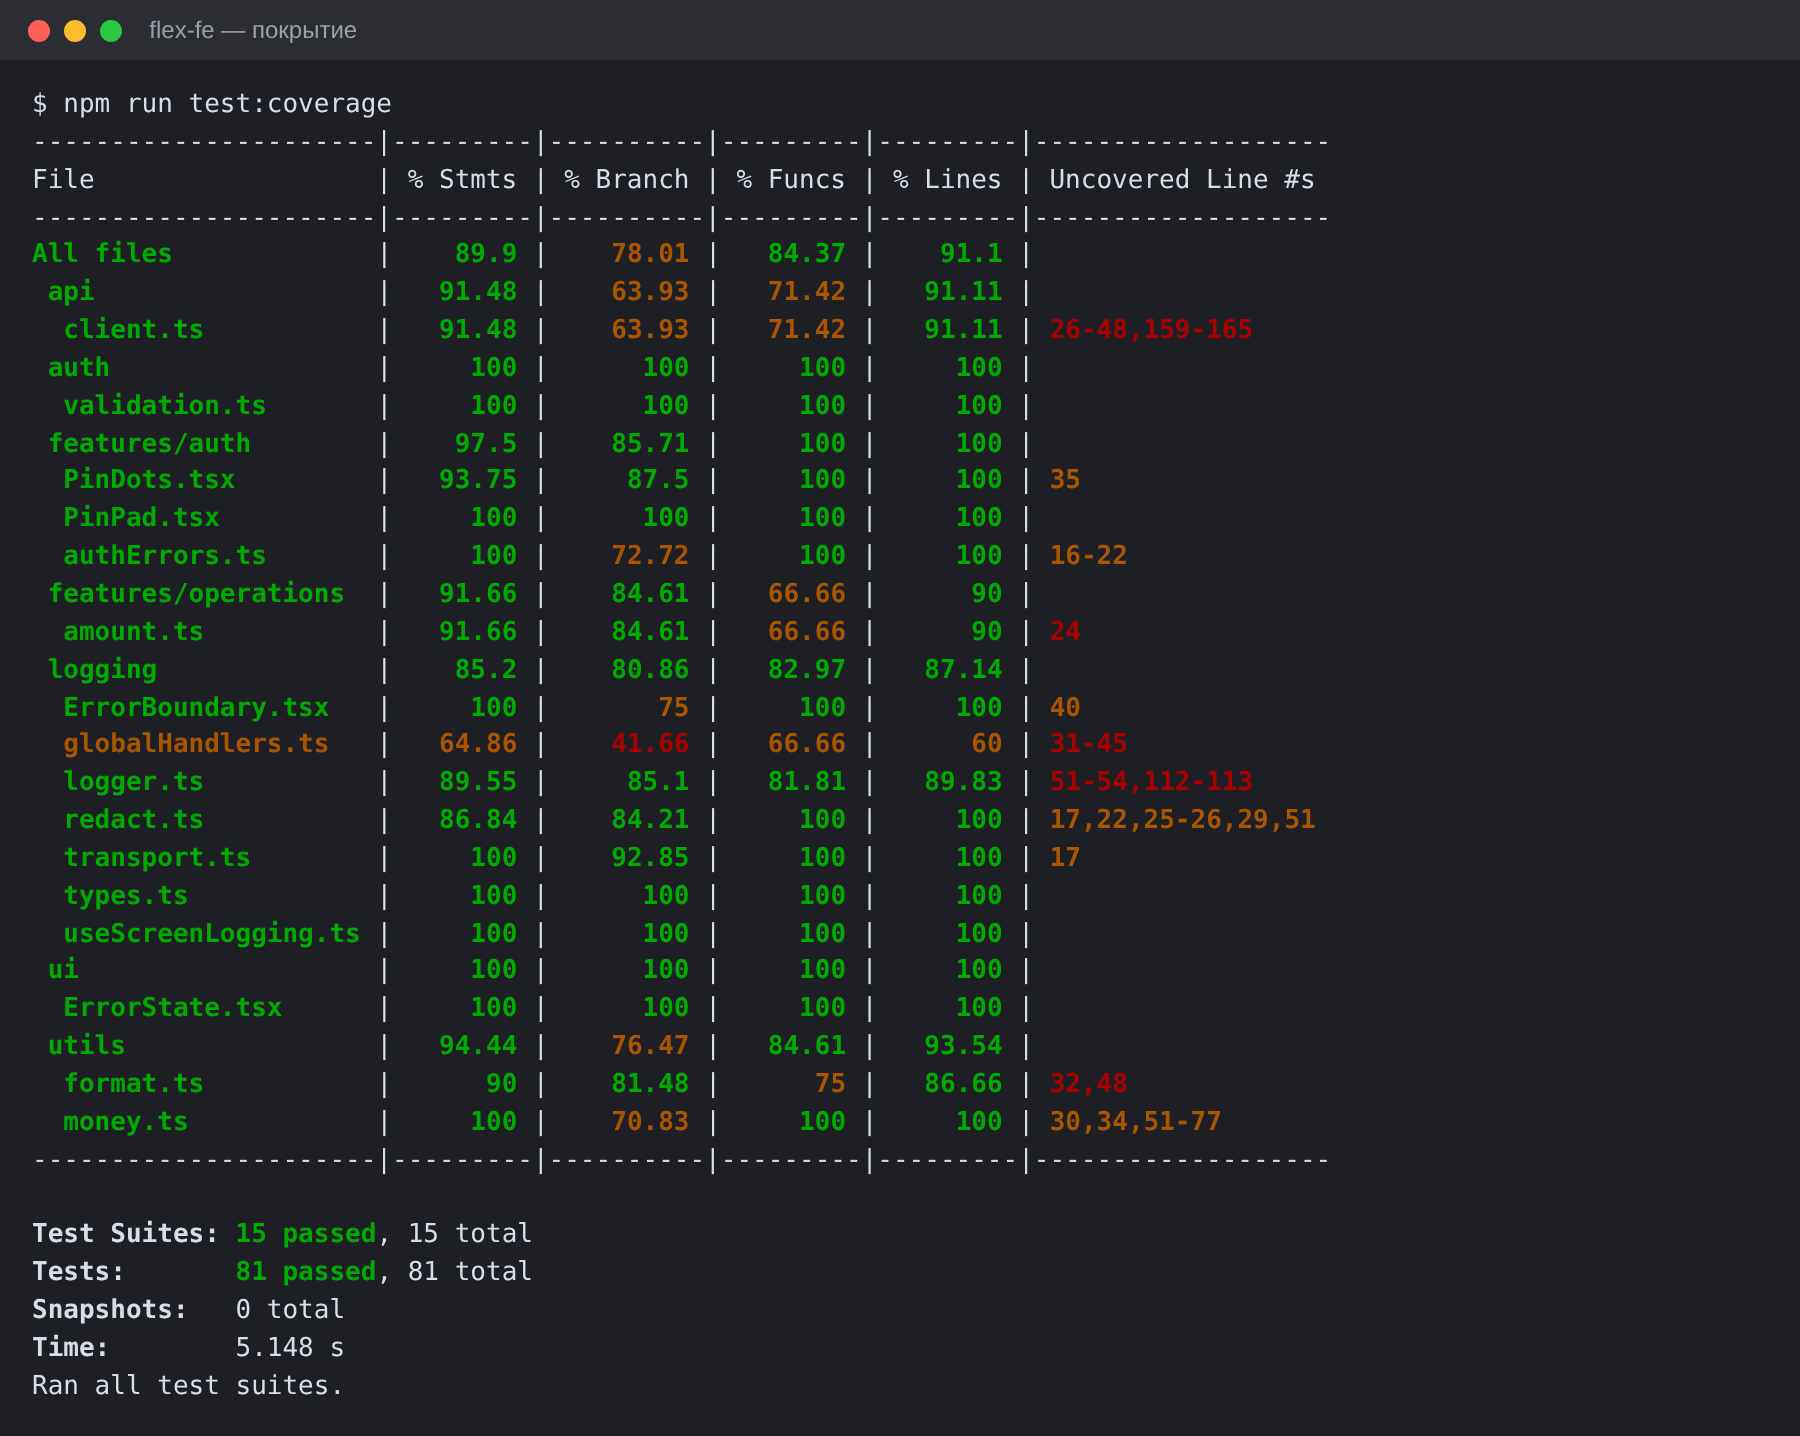 flex-fe — покрытие
$ npm run test:coverage
----------------------|---------|----------|---------|---------|-------------------
File                  | % Stmts | % Branch | % Funcs | % Lines | Uncovered Line #s
----------------------|---------|----------|---------|---------|-------------------
All files             |    89.9 |    78.01 |   84.37 |    91.1 |
 api                  |   91.48 |    63.93 |   71.42 |   91.11 |
  client.ts           |   91.48 |    63.93 |   71.42 |   91.11 | 26-48,159-165
 auth                 |     100 |      100 |     100 |     100 |
  validation.ts       |     100 |      100 |     100 |     100 |
 features/auth        |    97.5 |    85.71 |     100 |     100 |
  PinDots.tsx         |   93.75 |     87.5 |     100 |     100 | 35
  PinPad.tsx          |     100 |      100 |     100 |     100 |
  authErrors.ts       |     100 |    72.72 |     100 |     100 | 16-22
 features/operations  |   91.66 |    84.61 |   66.66 |      90 |
  amount.ts           |   91.66 |    84.61 |   66.66 |      90 | 24
 logging              |    85.2 |    80.86 |   82.97 |   87.14 |
  ErrorBoundary.tsx   |     100 |       75 |     100 |     100 | 40
  globalHandlers.ts   |   64.86 |    41.66 |   66.66 |      60 | 31-45
  logger.ts           |   89.55 |     85.1 |   81.81 |   89.83 | 51-54,112-113
  redact.ts           |   86.84 |    84.21 |     100 |     100 | 17,22,25-26,29,51
  transport.ts        |     100 |    92.85 |     100 |     100 | 17
  types.ts            |     100 |      100 |     100 |     100 |
  useScreenLogging.ts |     100 |      100 |     100 |     100 |
 ui                   |     100 |      100 |     100 |     100 |
  ErrorState.tsx      |     100 |      100 |     100 |     100 |
 utils                |   94.44 |    76.47 |   84.61 |   93.54 |
  format.ts           |      90 |    81.48 |      75 |   86.66 | 32,48
  money.ts            |     100 |    70.83 |     100 |     100 | 30,34,51-77
----------------------|---------|----------|---------|---------|-------------------
Test Suites: 15 passed, 15 total
Tests:       81 passed, 81 total
Snapshots:   0 total
Time:        5.148 s
Ran all test suites.